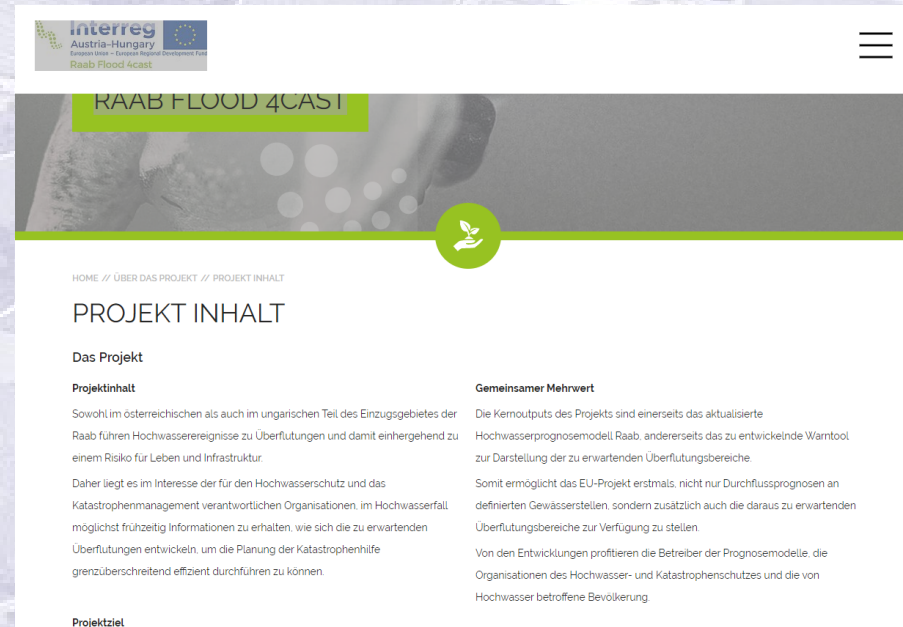 Interreg
Austria-Hungary
European Union – European Regional Development Fund
Raab Flood 4cast
RAAB FLOOD 4CAST
HOME // ÜBER DAS PROJEKT // PROJEKT INHALT
PROJEKT INHALT
Das Projekt
Projektinhalt
Sowohl im österreichischen als auch im ungarischen Teil des Einzugsgebietes der
Raab führen Hochwasserereignisse zu Überflutungen und damit einhergehend zu
einem Risiko für Leben und Infrastruktur.
Daher liegt es im Interesse der für den Hochwasserschutz und das
Katastrophenmanagement verantwortlichen Organisationen, im Hochwasserfall
möglichst frühzeitig Informationen zu erhalten, wie sich die zu erwartenden
Überflutungen entwickeln, um die Planung der Katastrophenhilfe
grenzüberschreitend effizient durchführen zu können.
Projektziel
Gemeinsamer Mehrwert
Die Kernoutputs des Projekts sind einerseits das aktualisierte
Hochwasserprognosemodell Raab, andererseits das zu entwickelnde Warntool
zur Darstellung der zu erwartenden Überflutungsbereiche.
Somit ermöglicht das EU-Projekt erstmals, nicht nur Durchflussprognosen an
definierten Gewässerstellen, sondern zusätzlich auch die daraus zu erwartenden
Überflutungsbereiche zur Verfügung zu stellen.
Von den Entwicklungen profitieren die Betreiber der Prognosemodelle, die
Organisationen des Hochwasser- und Katastrophenschutzes und die von
Hochwasser betroffene Bevölkerung.